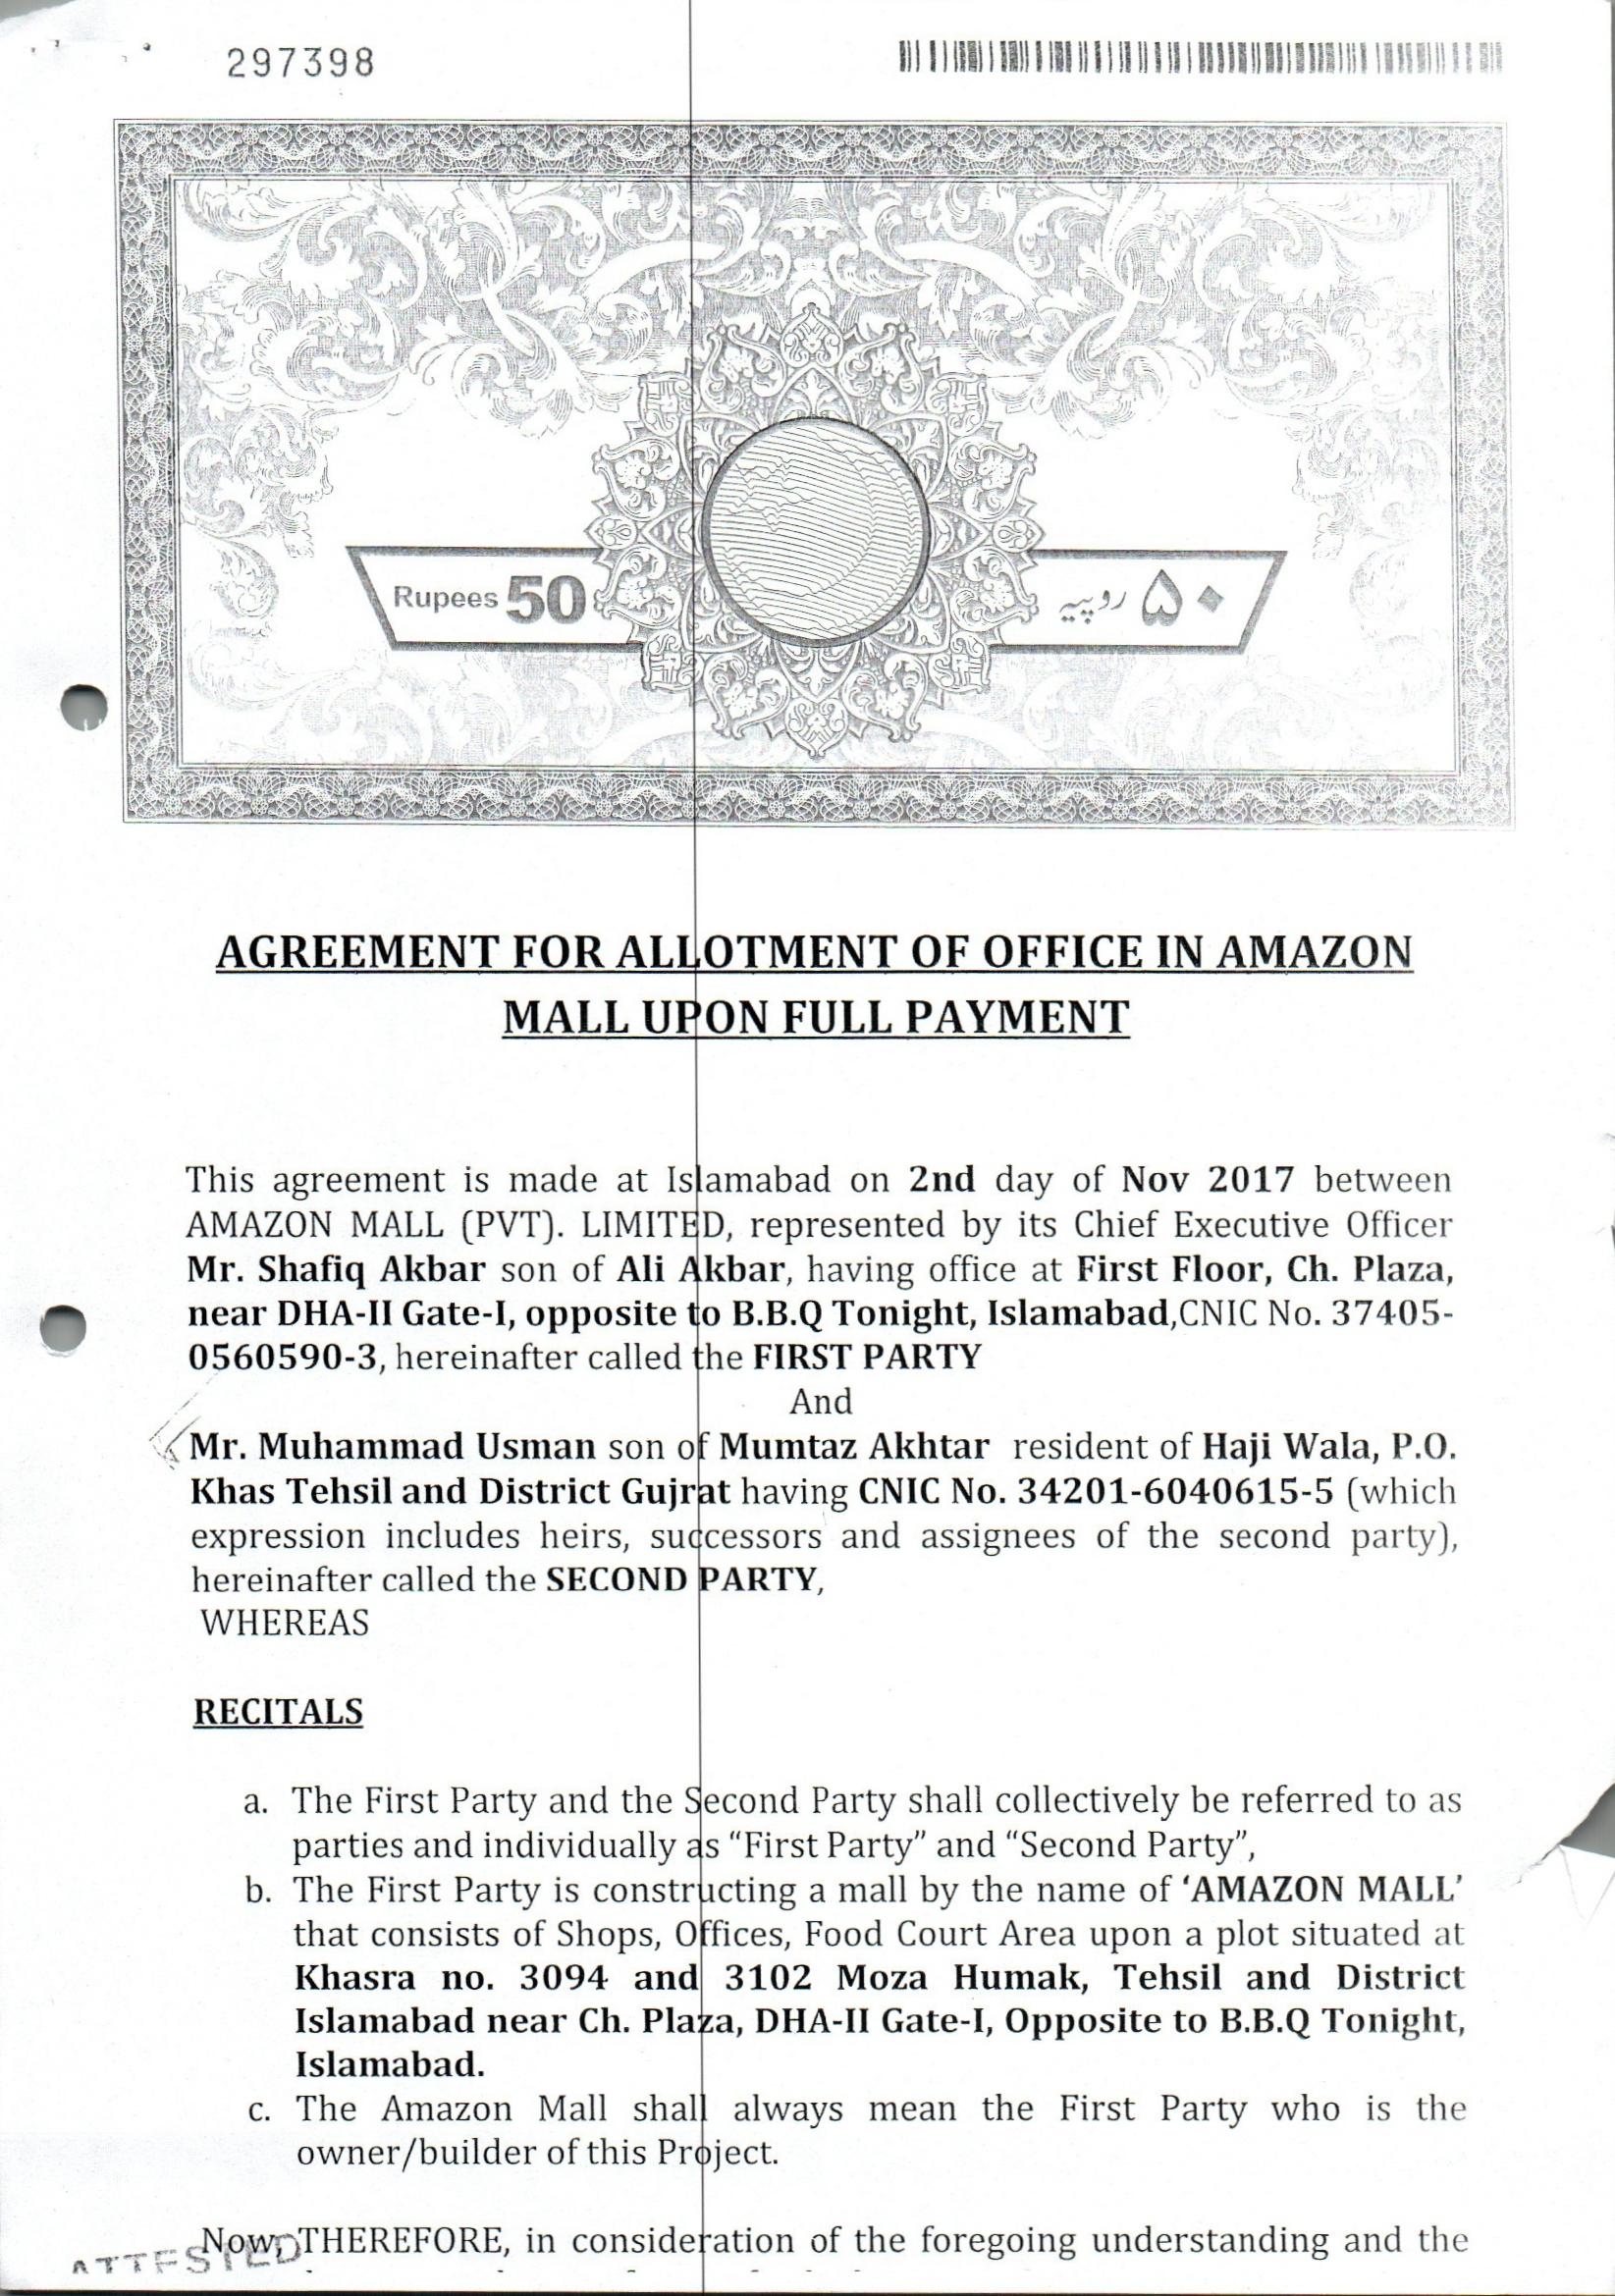 297398
Rupees 50
۵۰ روپیہ
AGREEMENT FOR ALLOTMENT OF OFFICE IN AMAZON
MALL UPON FULL PAYMENT
This agreement is made at Islamabad on 2nd day of Nov 2017 between
AMAZON MALL (PVT). LIMITED, represented by its Chief Executive Officer
Mr. Shafiq Akbar son of Ali Akbar, having office at First Floor, Ch. Plaza,
near DHA-II Gate-I, opposite to B.B.Q Tonight, Islamabad,CNIC No. 37405-
0560590-3, hereinafter called the FIRST PARTY
And
Mr. Muhammad Usman son of Mumtaz Akhtar resident of Haji Wala, P.O.
Khas Tehsil and District Gujrat having CNIC No. 34201-6040615-5 (which
expression includes heirs, successors and assignees of the second party),
hereinafter called the SECOND PARTY,
WHEREAS
RECITALS
a. The First Party and the Second Party shall collectively be referred to as
parties and individually as “First Party” and “Second Party”,
b. The First Party is constructing a mall by the name of ‘AMAZON MALL’
that consists of Shops, Offices, Food Court Area upon a plot situated at
Khasra no. 3094 and 3102 Moza Humak, Tehsil and District
Islamabad near Ch. Plaza, DHA-II Gate-I, Opposite to B.B.Q Tonight,
Islamabad.
c. The Amazon Mall shall always mean the First Party who is the
owner/builder of this Project.
Now, THEREFORE, in consideration of the foregoing understanding and the
ATTESTED